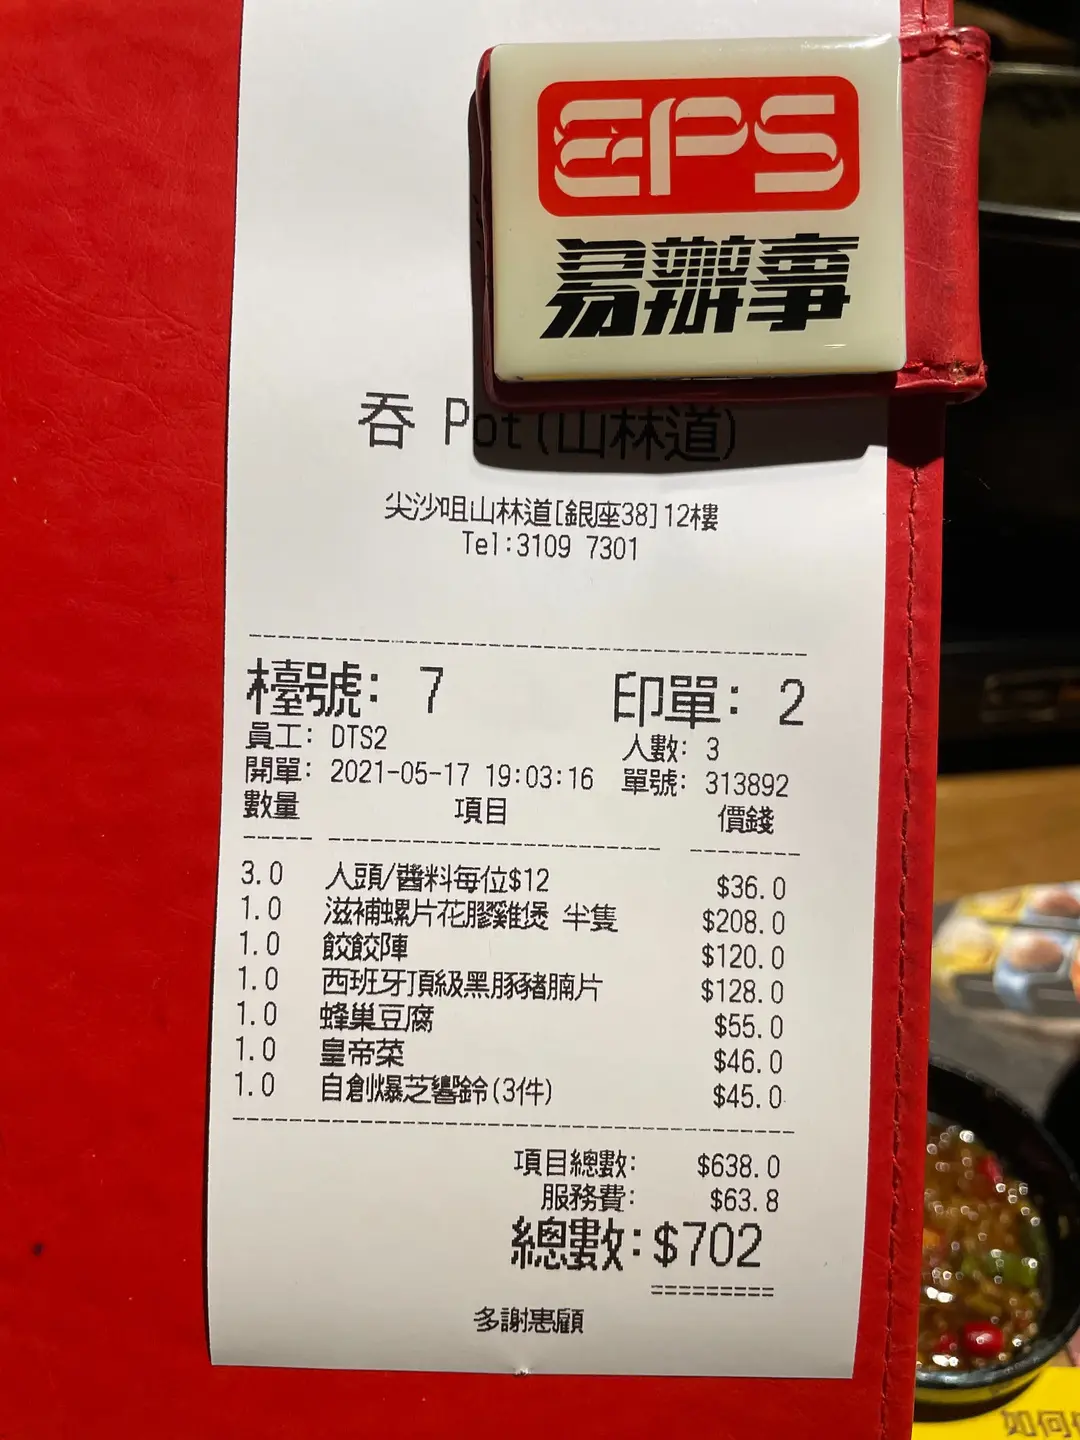 EPS
易辦事
吞 Pot(山林道)
尖沙咀山林道[銀座38]12樓
Tel:3109 7301
檯號: 7 印單: 2
員工: DTS2 人數: 3
開單: 2021-05-17 19:03:16 單號: 313892
數量 項目 價錢
3.0 人頭/醬料每位$12 $36.0
1.0 滋補螺片花膠雞煲 半隻 $208.0
1.0 餃餃陣 $120.0
1.0 西班牙頂級黑豚豬腩片 $128.0
1.0 蜂巢豆腐 $55.0
1.0 皇帝菜 $46.0
1.0 自創爆芝響鈴(3件) $45.0
項目總數: $638.0
服務費: $63.8
總數: $702
=========
多謝惠顧
如何